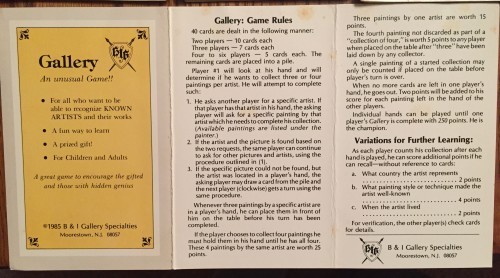 B&G
Gallery
An unusual Game!!
• For all who want to be
able to recognize KNOWN
ARTISTS and their works
• A fun way to learn
• A prized gift!
• For Children and Adults
A great game to encourage the gifted
and those with hidden genius
©1985 B & I Gallery Specialties
Moorestown, N.J. 08057
Gallery: Game Rules
40 cards are dealt in the following manner:
Two players — 10 cards each
Three players — 7 cards each
Four to six players — 5 cards each. The
remaining cards are placed into a pile.
Player #1 will look at his hand and will
determine if he wants to collect three or four
paintings per artist. He will attempt to complete
such:
1. He asks another player for a specific artist. If
that player has that artist in his hand, the asking
player will ask for a specific painting by that
artist which he needs to complete his collection.
(Available paintings are listed under the
painter.)
2. If the artist and the picture is found based on
the two requests, the same player can continue
to ask for other pictures and artists, using the
procedure outlined in (1).
3. If the specific picture could not be found, but
the artist was located in a player's hand, the
asking player may draw a card from the pile and
the next player (clockwise) gets a turn using the
same procedure.
Whenever three paintings by a specific artist are
in a player's hand, he can place them in front of
him on the table before his turn has been
completed.
If the player chooses to collect four paintings he
must hold them in his hand until he has all four.
These 4 paintings by the same artist are worth 25
points.
Three paintings by one artist are worth 15
points.
The fourth painting not discarded as part of a
"collection of four," is worth 5 points to any player
when placed on the table after "three" have been
laid down by any collector.
A single painting of a started collection may
only be counted if placed on the table before
player's turn is over.
When no more cards are left in one player's
hand, he goes out. Two points will be added to his
score for each painting left in the hand of the
other players.
Individual hands can be played until one
player's Gallery is complete with 250 points. He is
the champion.
Variations for Further Learning:
As each player counts his collection after each
hand is played, he can score additional points if he
can recall—without reference to cards:
a. What country the artist represents
. . . . . . . . . . . . . . . . . . . . . . 2 points
b. What painting style or technique made the
artist well-known
. . . . . . . . . . . . . . . . . . . . . . 4 points
c. When the artist lived
. . . . . . . . . . . . . . . . . . . . . . 2 points
For verification, the other player(s) check cards
for details.
B & I Gallery Specialties
Moorestown, N.J. 08057